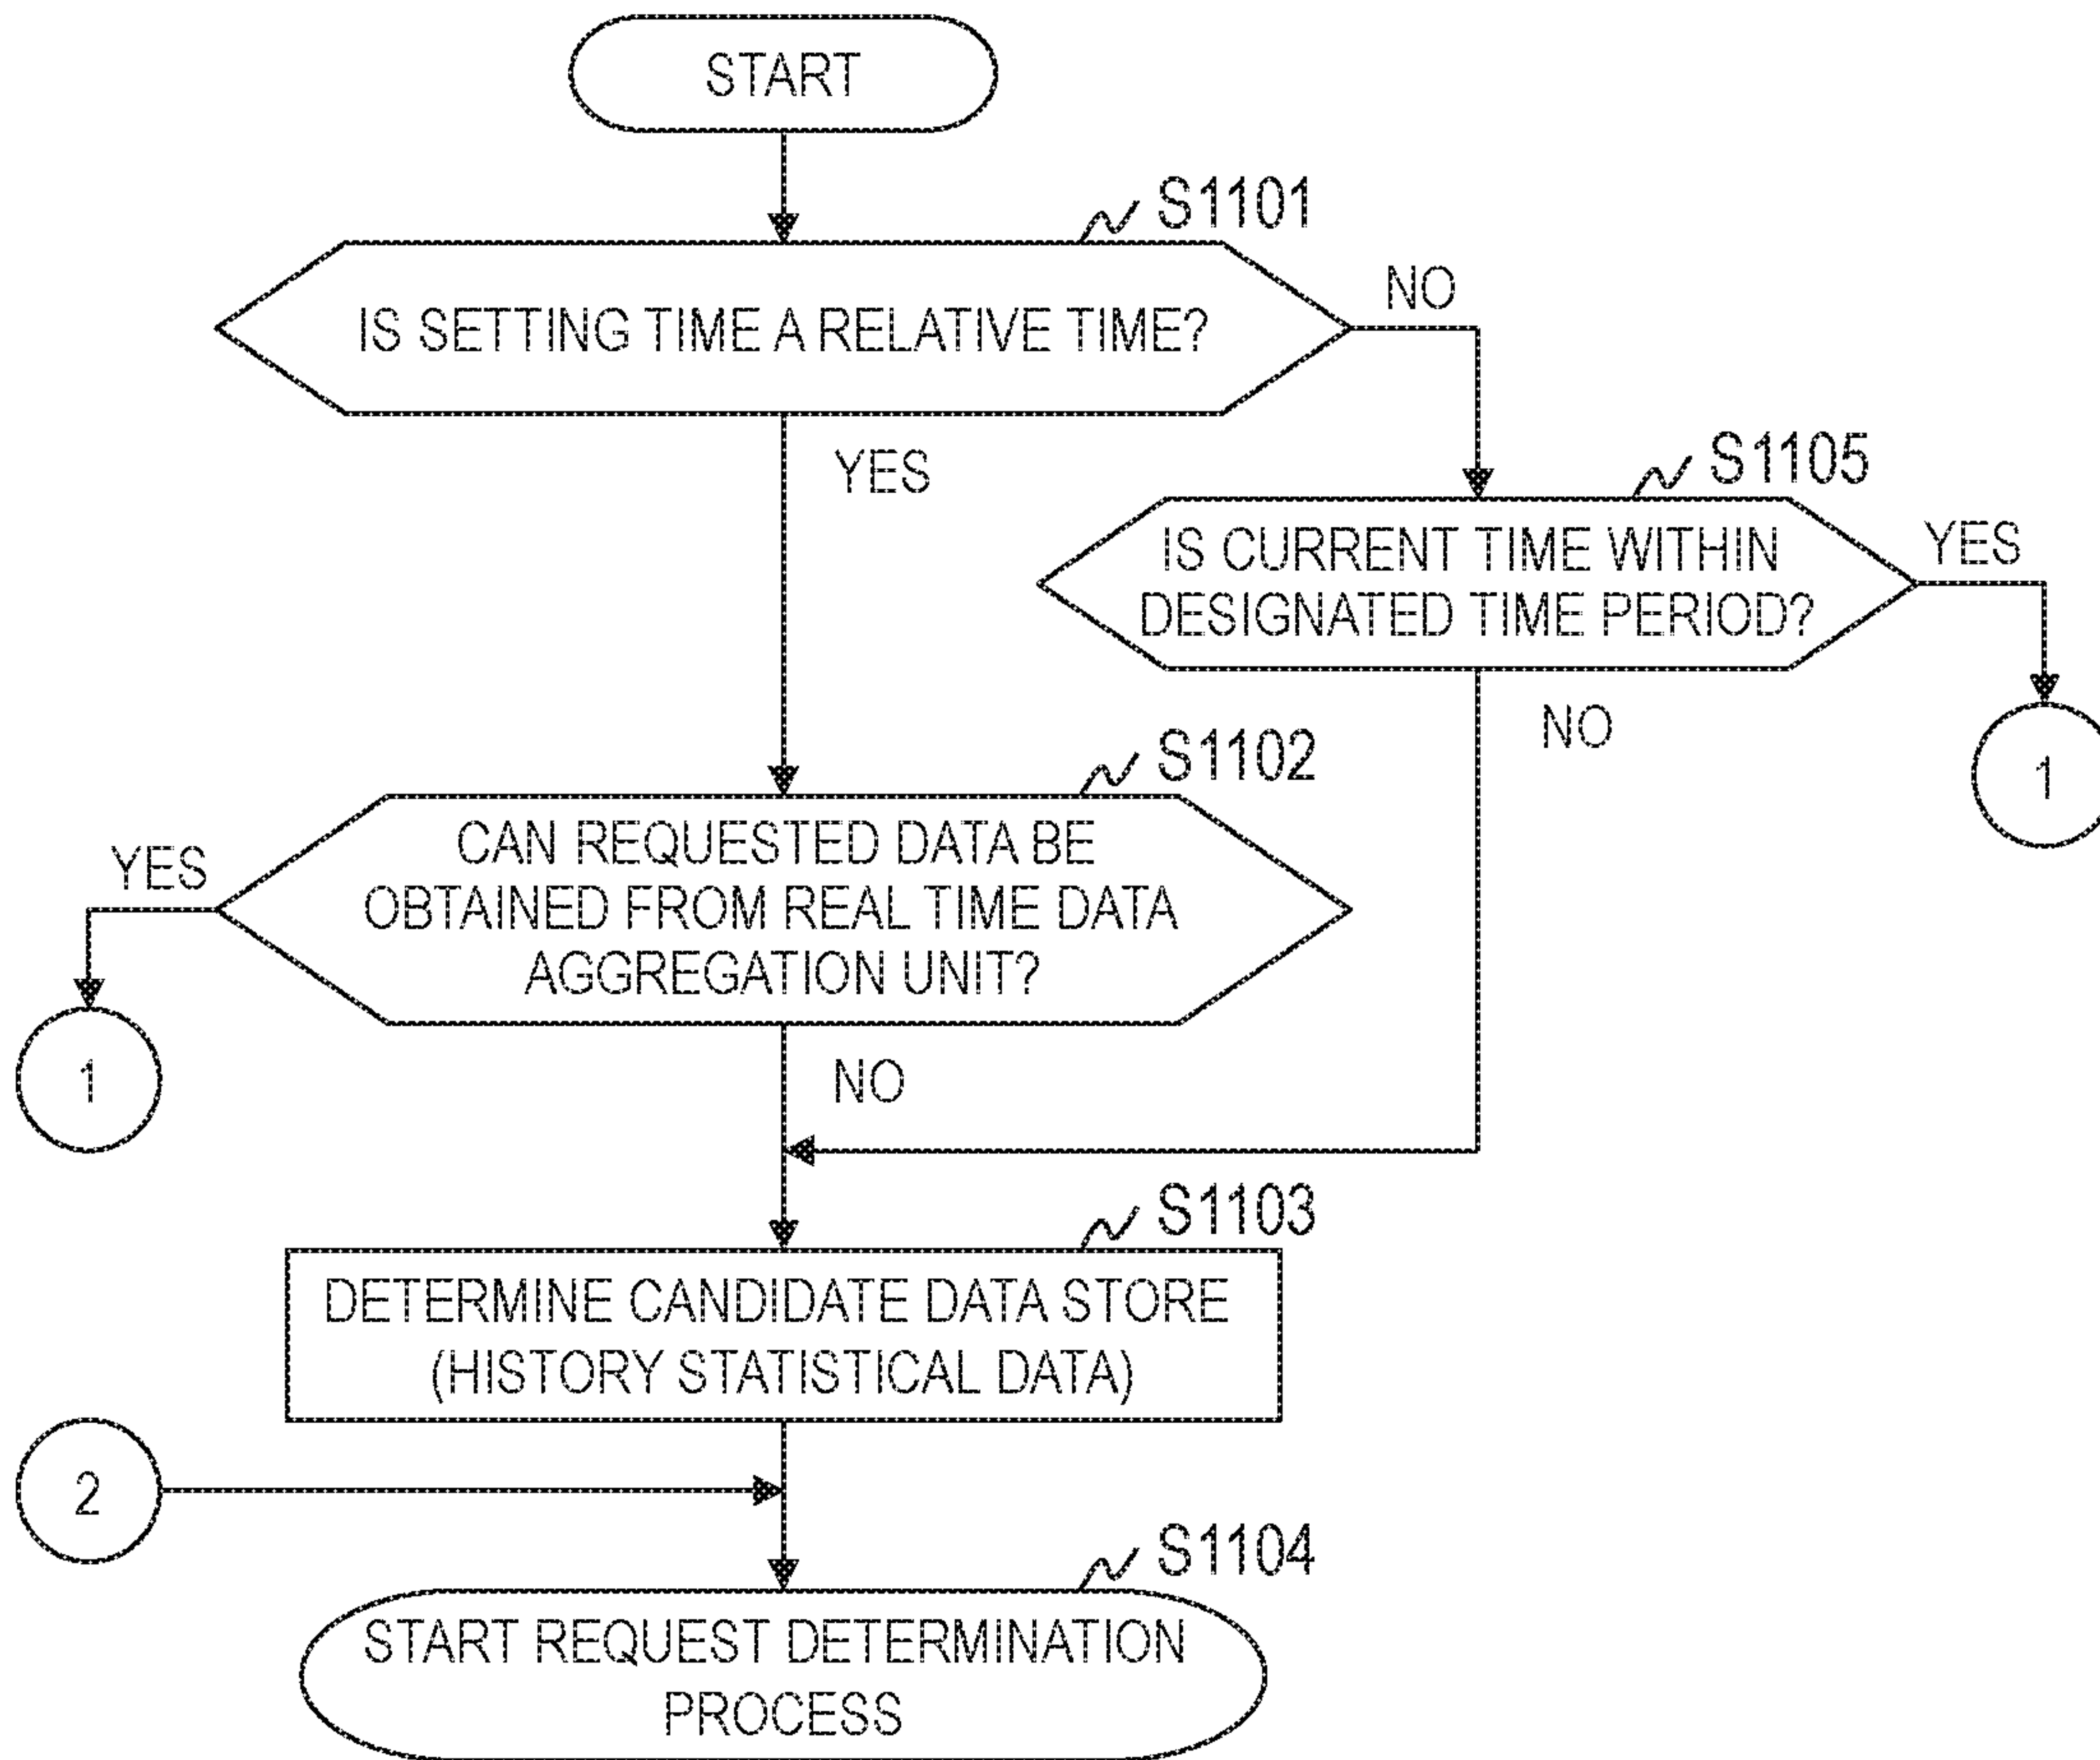 START
S1101
IS SETTING TIME A RELATIVE TIME?
NO
YES
S1105
IS CURRENT TIME WITHIN
DESIGNATED TIME PERIOD?
YES
NO
1
S1102
CAN REQUESTED DATA BE
OBTAINED FROM REAL TIME DATA
AGGREGATION UNIT?
YES
1
NO
S1103
DETERMINE CANDIDATE DATA STORE
(HISTORY STATISTICAL DATA)
2
S1104
START REQUEST DETERMINATION
PROCESS